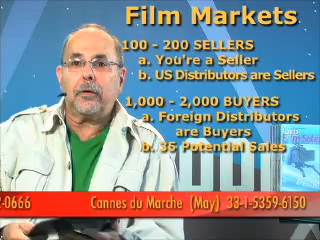 Film Markets
100 - 200 SELLERS
a. You're a Seller
b. US Distributors are Sellers
1,000 - 2,000 BUYERS
a. Foreign Distributors
are Buyers
b. 35 Potential Sales
2-0666 Cannes du Marche (May) 33-1-5359-6150